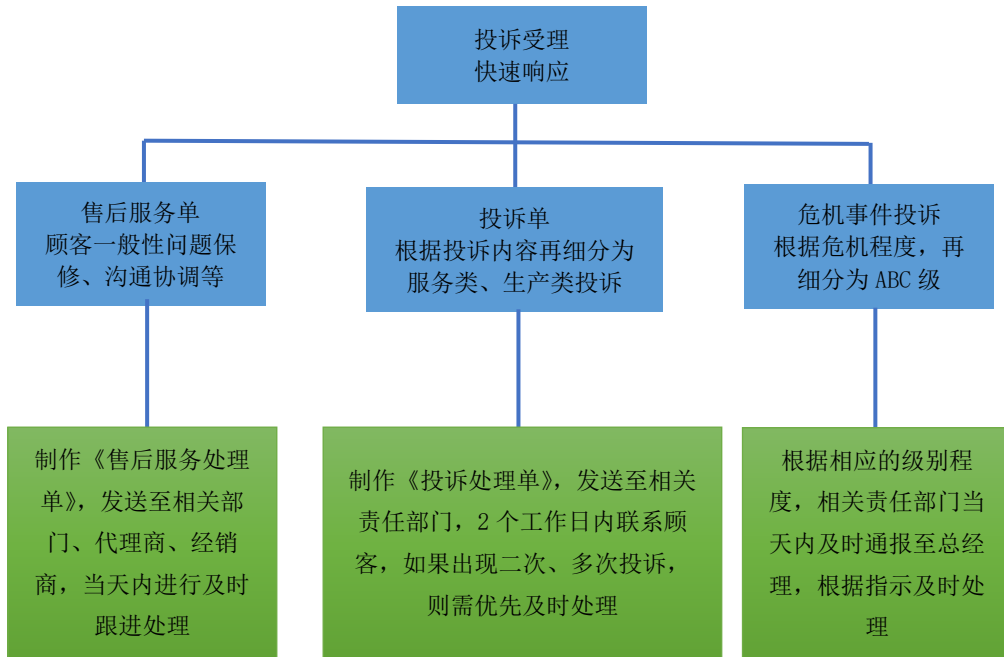 投诉受理
快速响应
售后服务单
顾客一般性问题保
修、沟通协调等
投诉单
根据投诉内容再细分为
服务类、生产类投诉
危机事件投诉
根据危机程度，再
细分为 ABC 级
制作《售后服务处理
单》，发送至相关部
门、代理商、经销
商，当天内进行及时
跟进处理
制作《投诉处理单》，发送至相关
责任部门，2 个工作日内联系顾
客，如果出现二次、多次投诉，
则需优先及时处理
根据相应的级别程
度，相关责任部门当
天内及时通报至总经
理，根据指示及时处
理